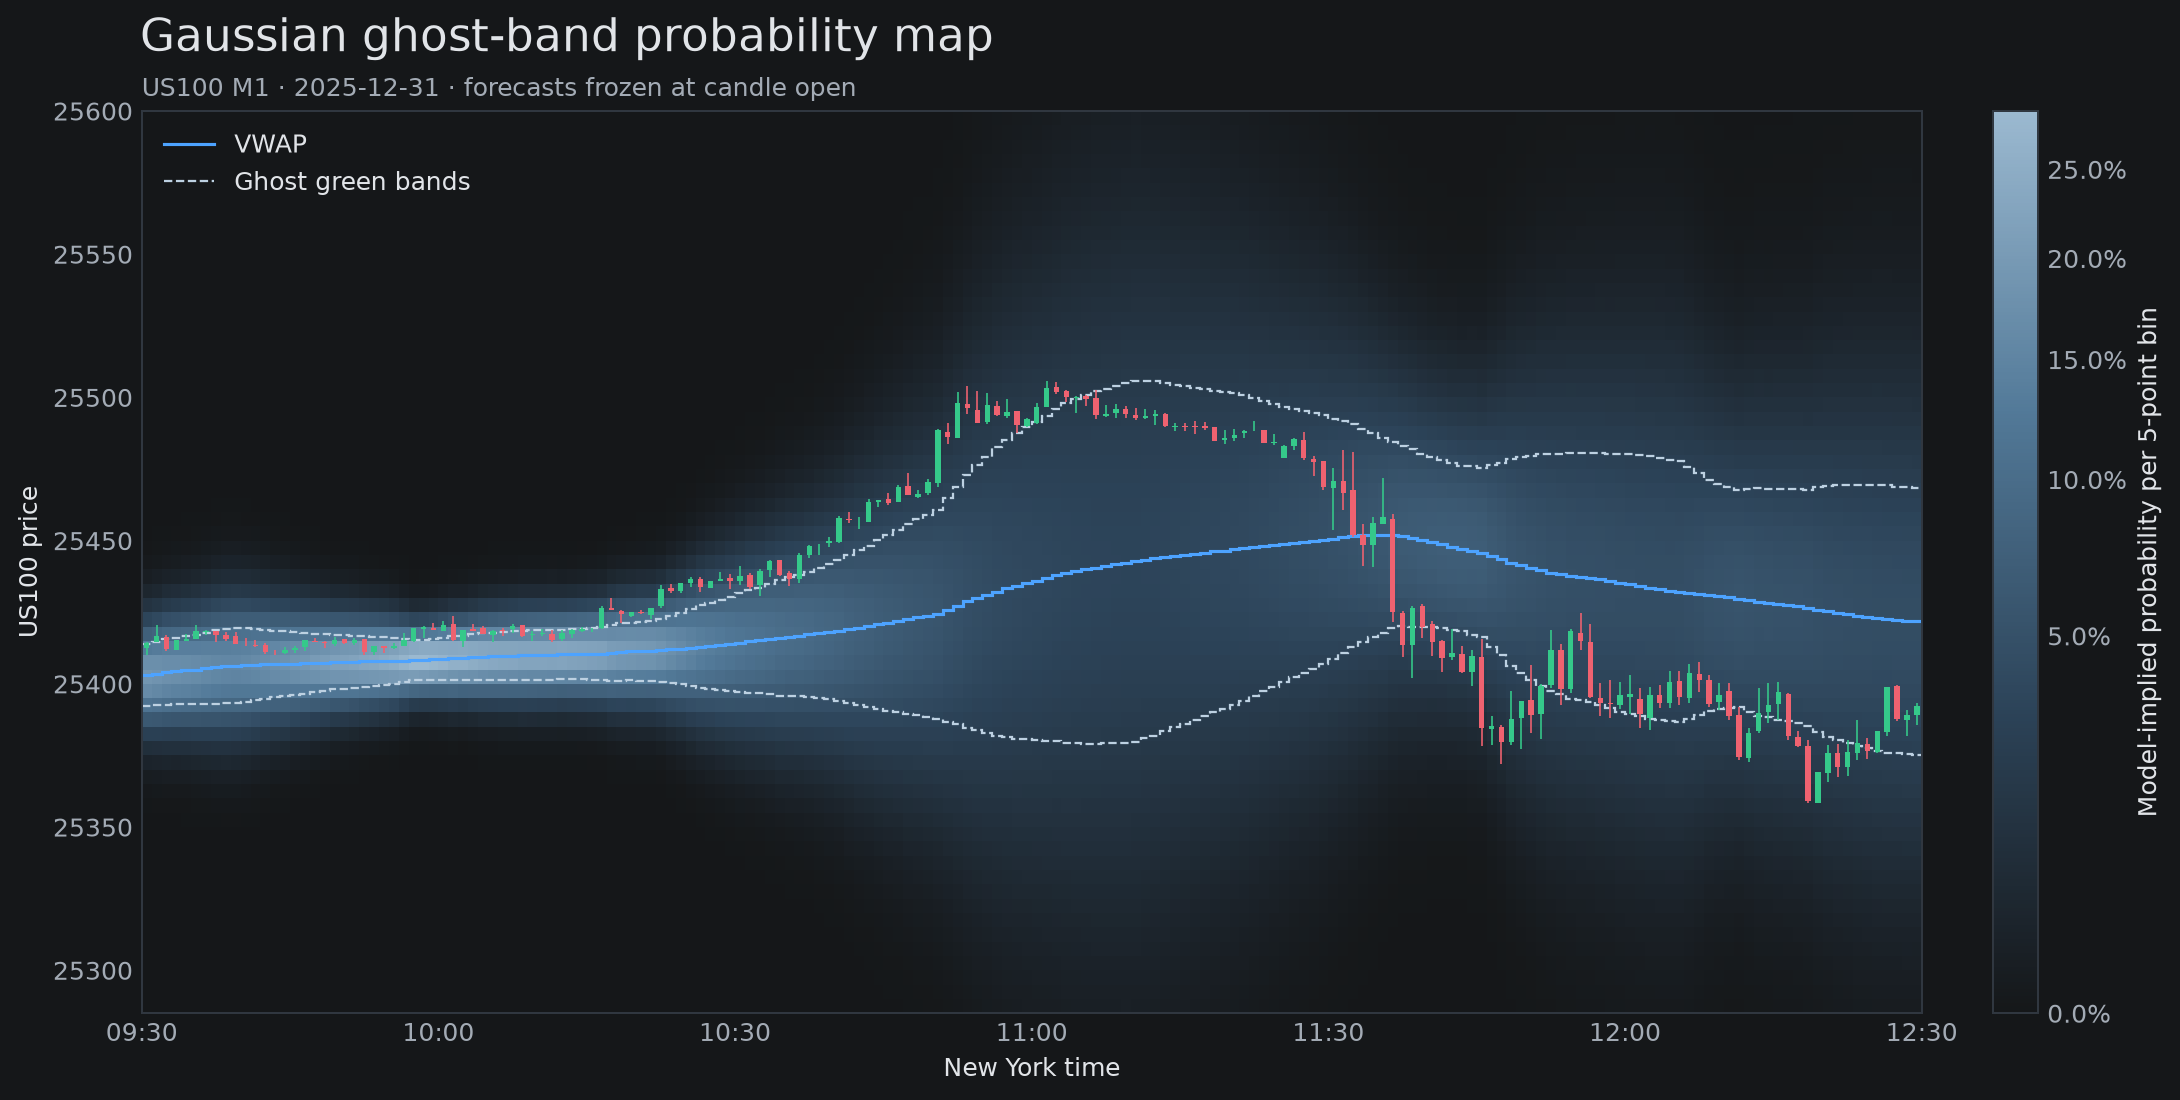 Gaussian ghost-band probability map
US100 M1 · 2025-12-31 · forecasts frozen at candle open
VWAP
Ghost green bands
25600
25550
25500
25450
25400
25350
25300
US100 price
09:30
10:00
10:30
11:00
11:30
12:00
12:30
New York time
25.0%
20.0%
15.0%
10.0%
5.0%
0.0%
Model-implied probability per 5-point bin